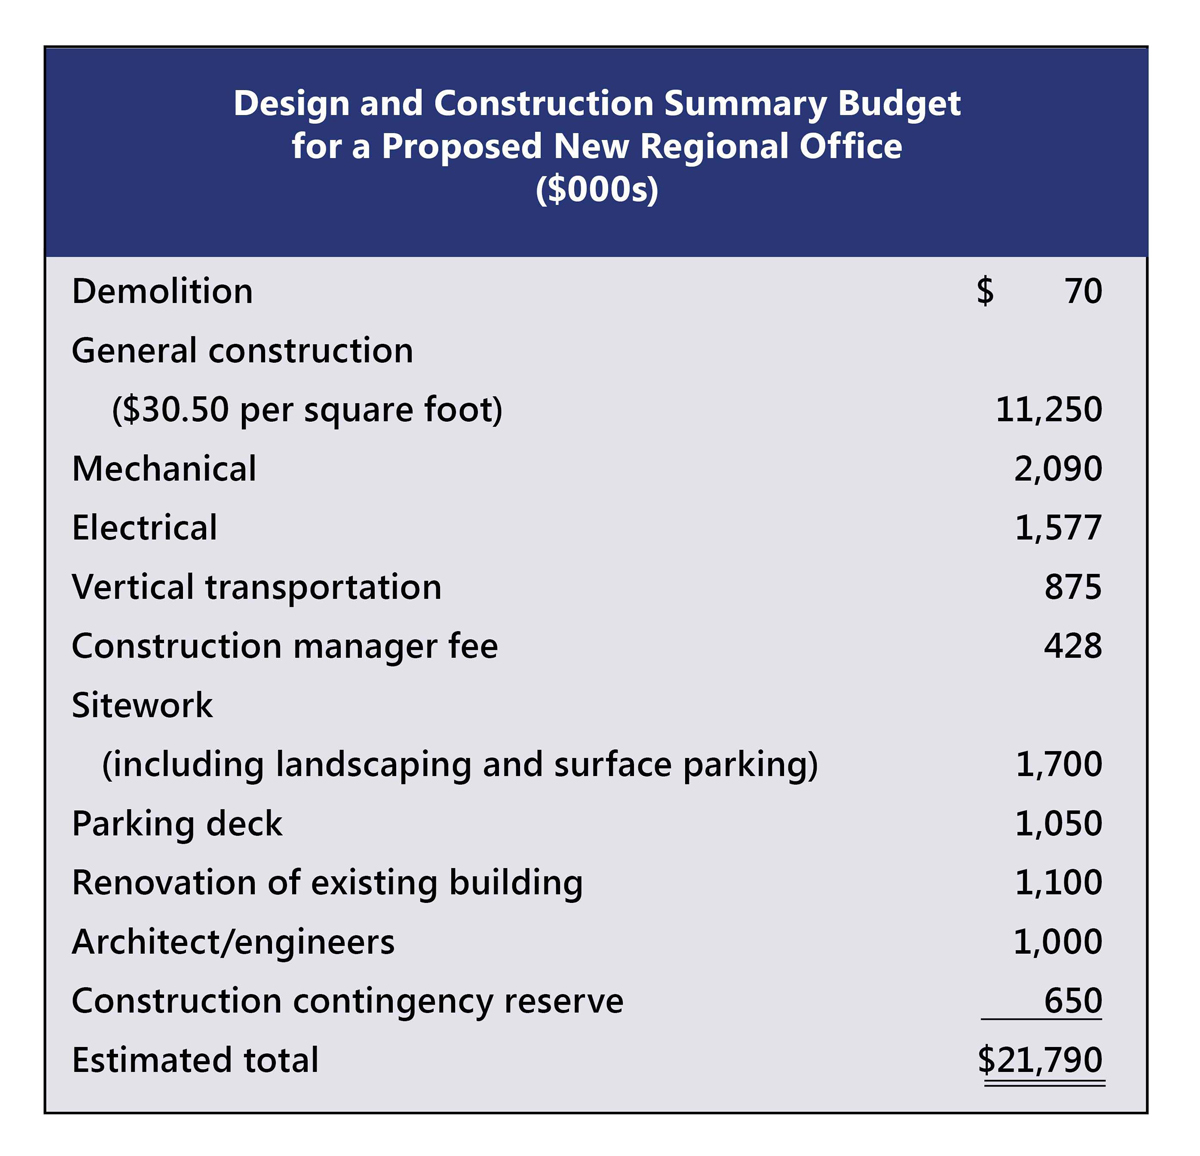 Design and Construction Summary Budget
for a Proposed New Regional Office
($000s)
Demolition $ 70
General construction
($30.50 per square foot) 11,250
Mechanical 2,090
Electrical 1,577
Vertical transportation 875
Construction manager fee 428
Sitework
(including landscaping and surface parking) 1,700
Parking deck 1,050
Renovation of existing building 1,100
Architect/engineers 1,000
Construction contingency reserve 650
Estimated total $21,790